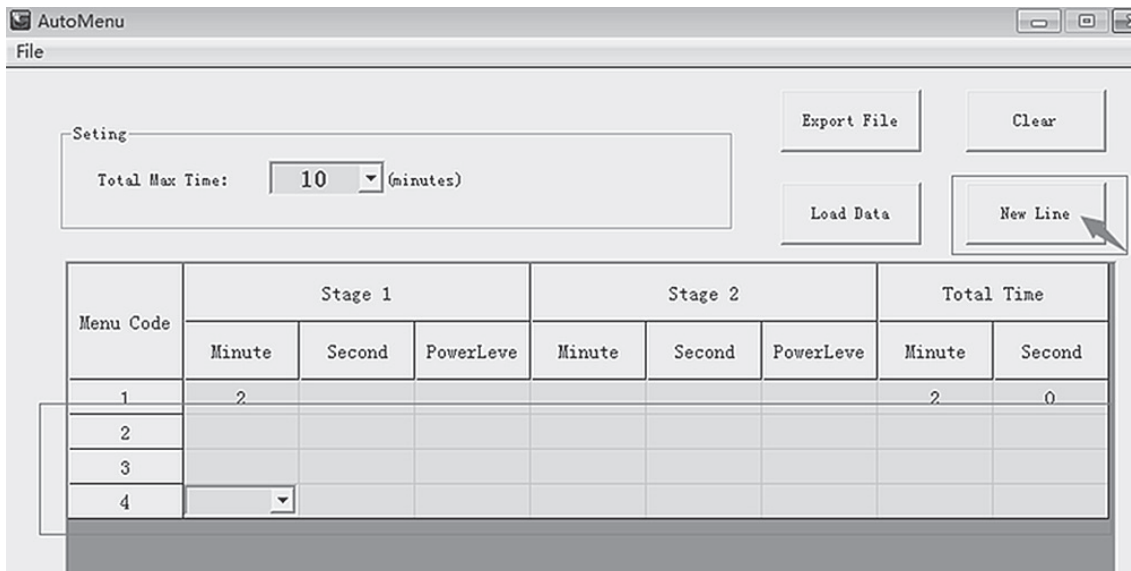 AutoMenu
File
Seting
Total Max Time: 10 (minutes)
Export File
Clear
Load Data
New Line
Menu Code
Stage 1
Stage 2
Total Time
Minute Second PowerLeve Minute Second PowerLeve Minute Second
1 2 2 0
2
3
4